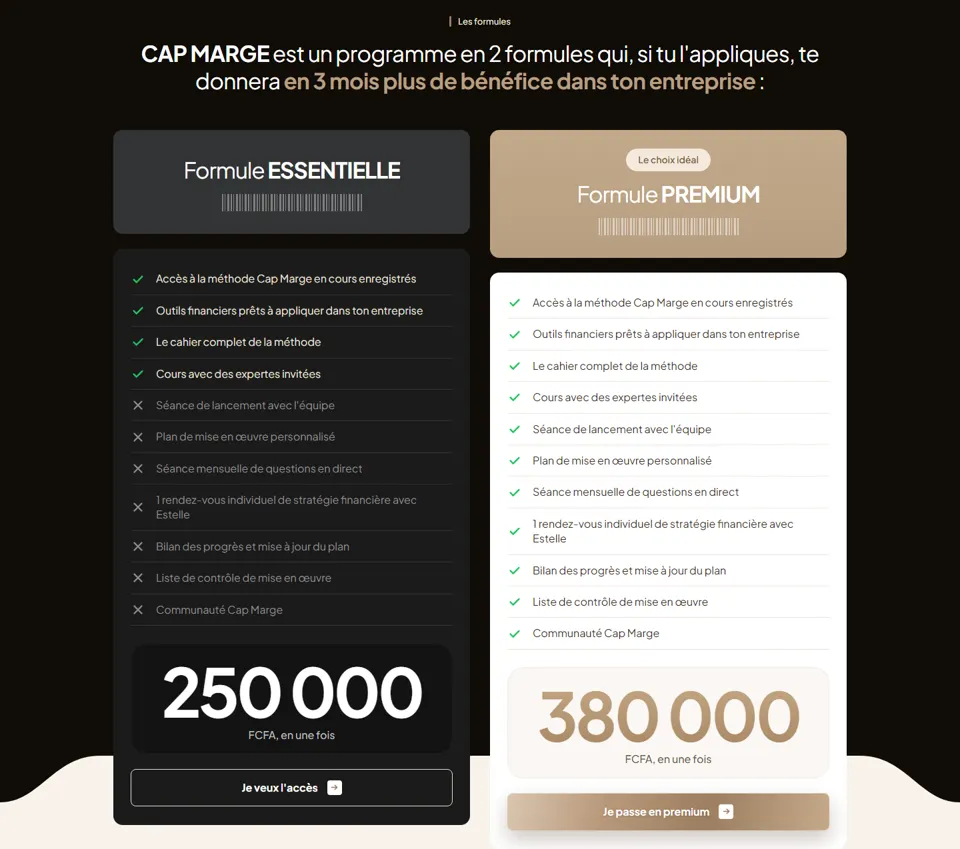 Les formules
CAP MARGE est un programme en 2 formules qui, si tu l'appliques, te
donnera en 3 mois plus de bénéfice dans ton entreprise :
Formule ESSENTIELLE
Accès à la méthode Cap Marge en cours enregistrés
Outils financiers prêts à appliquer dans ton entreprise
Le cahier complet de la méthode
Cours avec des expertes invitées
Séance de lancement avec l'équipe
Plan de mise en œuvre personnalisé
Séance mensuelle de questions en direct
1 rendez-vous individuel de stratégie financière avec
Estelle
Bilan des progrès et mise à jour du plan
Liste de contrôle de mise en œuvre
Communauté Cap Marge
250 000
FCFA, en une fois
Je veux l'accès
Le choix idéal
Formule PREMIUM
Accès à la méthode Cap Marge en cours enregistrés
Outils financiers prêts à appliquer dans ton entreprise
Le cahier complet de la méthode
Cours avec des expertes invitées
Séance de lancement avec l'équipe
Plan de mise en œuvre personnalisé
Séance mensuelle de questions en direct
1 rendez-vous individuel de stratégie financière avec
Estelle
Bilan des progrès et mise à jour du plan
Liste de contrôle de mise en œuvre
Communauté Cap Marge
380 000
FCFA, en une fois
Je passe en premium